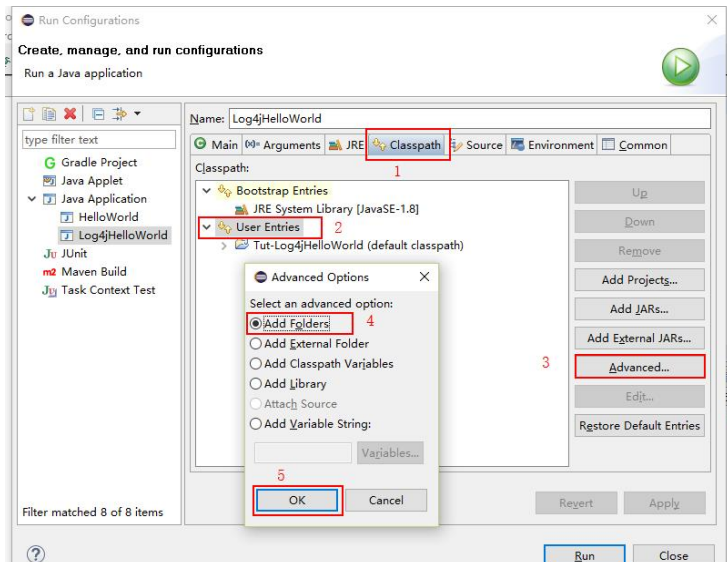 Run Configurations
Create, manage, and run configurations
Run a Java application
type filter text
Gradle Project
Java Applet
Java Application
HelloWorld
Log4jHelloWorld
JUnit
Maven Build
Task Context Test
Filter matched 8 of 8 items
Name: Log4jHelloWorld
Main Arguments JRE Classpath Source Environment Common
1
Classpath:
Bootstrap Entries
JRE System Library [JavaSE-1.8]
User Entries 2
Tut-Log4jHelloWorld (default classpath)
Up
Down
Remove
Add Projects...
Add JARs...
Add External JARs...
3 Advanced...
Edit...
Restore Default Entries
Advanced Options
Select an advanced option:
Add Folders 4
Add External Folder
Add Classpath Variables
Add Library
Attach Source
Add Variable String:
Variables...
5
OK Cancel
Revert Apply
Run Close